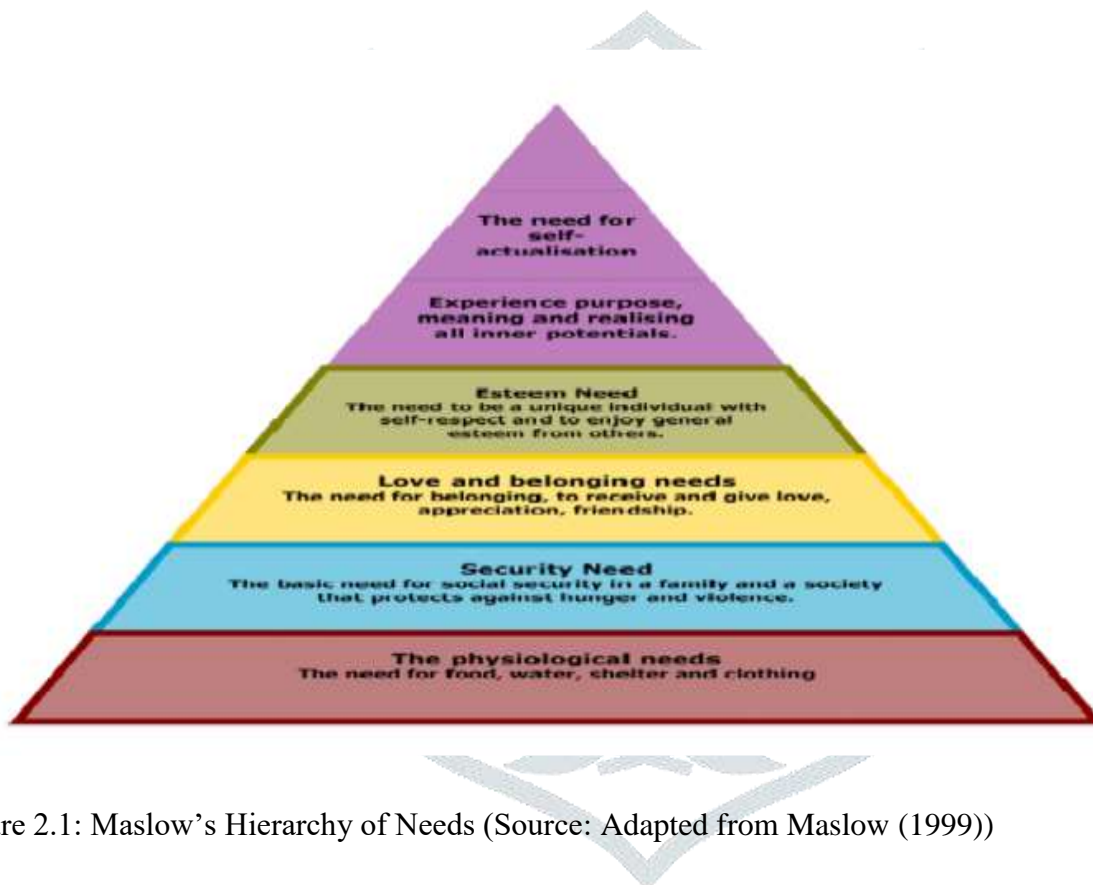 The need for
self-
actualisation
Experience purpose,
meaning and realising
all inner potentials.
Esteem Need
The need to be a unique individual with
self-respect and to enjoy general
esteem from others.
Love and belonging needs
The need for belonging, to receive and give love,
appreciation, friendship.
Security Need
The basic need for social security in a family and a society
that protects against hunger and violence.
The physiological needs
The need for food, water, shelter and clothing
re 2.1: Maslow’s Hierarchy of Needs (Source: Adapted from Maslow (1999))